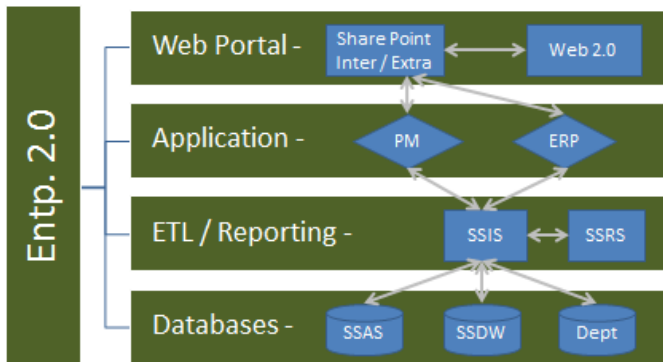 Entp. 2.0
Web Portal -
Share Point
Inter / Extra
Web 2.0
Application -
PM
ERP
ETL / Reporting -
SSIS
SSRS
Databases -
SSAS
SSDW
Dept